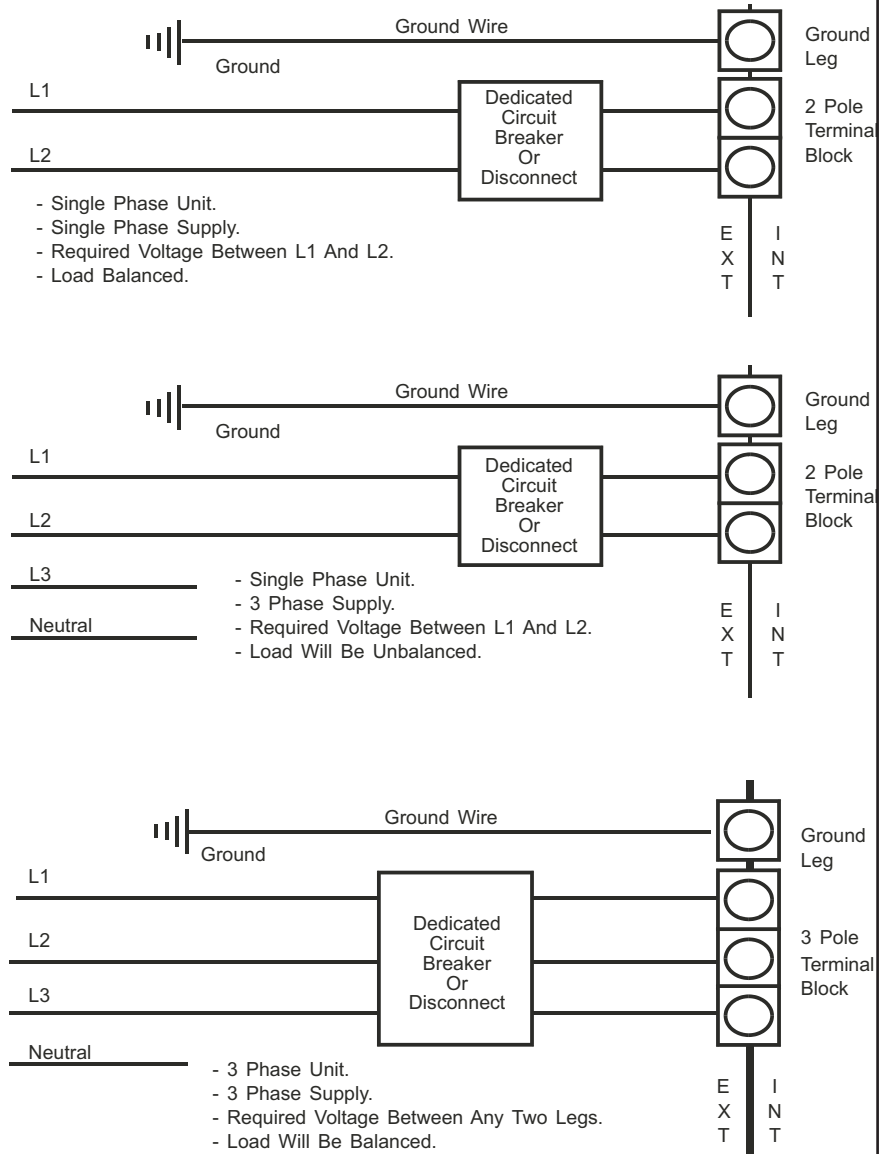 Ground Wire
Ground
Leg
Ground
L1
Dedicated
Circuit
Breaker
Or
Disconnect
2 Pole
Terminal
Block
L2
- Single Phase Unit.
- Single Phase Supply.
- Required Voltage Between L1 And L2.
- Load Balanced.
E
X
T
I
N
T
Ground Wire
Ground
Leg
Ground
L1
Dedicated
Circuit
Breaker
Or
Disconnect
2 Pole
Terminal
Block
L2
L3
Neutral
- Single Phase Unit.
- 3 Phase Supply.
- Required Voltage Between L1 And L2.
- Load Will Be Unbalanced.
E
X
T
I
N
T
Ground Wire
Ground
Leg
Ground
L1
Dedicated
Circuit
Breaker
Or
Disconnect
3 Pole
Terminal
Block
L2
L3
Neutral
- 3 Phase Unit.
- 3 Phase Supply.
- Required Voltage Between Any Two Legs.
- Load Will Be Balanced.
E
X
T
I
N
T